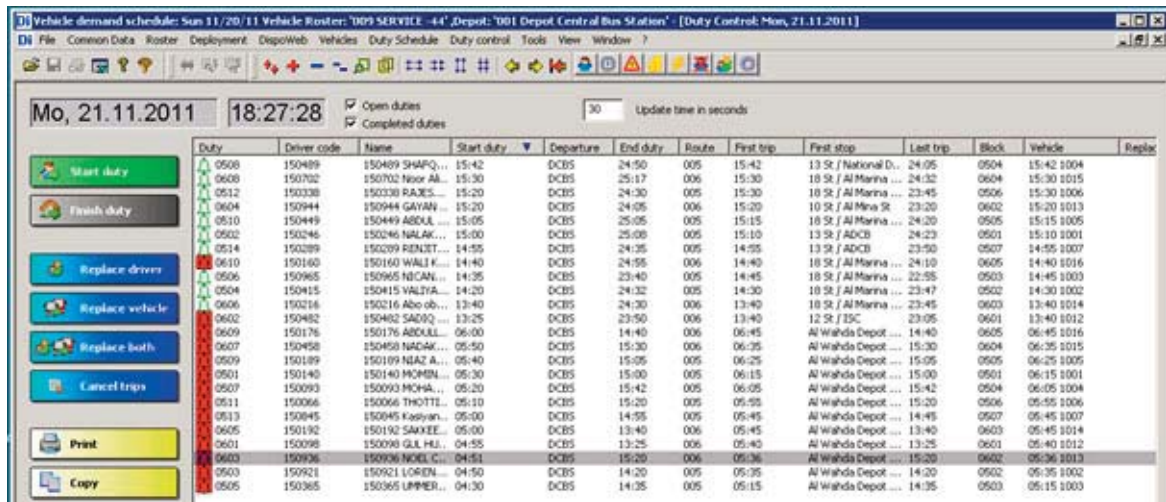 Vehicle demand schedule: Sun 11/20/11 Vehicle Roster: '009 SERVICE -44' ,Depot: '001 Depot Central Bus Station' - [Duty Control: Mon, 21.11.2011]
File Common Data Roster Deployment DispoWeb Vehicles Duty Schedule Duty control Tools View Window ?
Mo, 21.11.2011 18:27:28 Open duties 30 Update time in seconds
Completed duties
Duty Driver code Name Start duty Departure End duty Route First trip First stop Last trip Block Vehicle Replac
0508 150489 150489 SHAFQ... 15:42 DCBS 24:50 005 15:42 13 St / National D... 24:05 0504 15:42 1004
Start duty
0608 150702 150702 Noor Ali... 15:30 DCBS 25:17 006 15:30 18 St / Al Marina ... 24:32 0604 15:30 1015
0512 150338 150338 RAJES... 15:20 DCBS 24:30 005 15:30 18 St / Al Marina ... 23:45 0506 15:30 1006
0604 150944 150944 GAYAN ... 15:20 DCBS 24:05 006 15:20 10 St / Al Mina St 23:20 0602 15:20 1013
Finish duty
0510 150449 150449 ABDUL ... 15:05 DCBS 25:05 005 15:15 18 St / Al Marina ... 24:20 0505 15:15 1005
0502 150246 150246 NALAK... 15:00 DCBS 25:08 005 15:10 13 St / ADCB 24:23 0501 15:10 1001
0514 150289 150289 RENJIT... 14:55 DCBS 24:35 005 14:55 13 St / ADCB 23:50 0507 14:55 1007
0610 150160 150160 WALI K... 14:40 DCBS 24:55 006 14:40 18 St / Al Marina ... 24:10 0605 14:40 1016
Replace driver
0506 150965 150965 NICAN... 14:35 DCBS 23:40 005 14:45 18 St / Al Marina ... 22:55 0503 14:45 1003
0504 150415 150415 VALIYA... 14:20 DCBS 24:32 005 14:30 18 St / Al Marina ... 23:47 0502 14:30 1002
0606 150216 150216 Abo ob... 13:40 DCBS 24:30 006 13:40 18 St / Al Marina ... 23:45 0603 13:40 1014
Replace vehicle
0602 150482 150482 SADIQ ... 13:25 DCBS 23:50 006 13:40 12 St / ISC 23:05 0601 13:40 1012
0609 150176 150176 ABDULL... 06:00 DCBS 14:40 006 06:45 Al Wahda Depot ... 14:40 0605 06:45 1016
0607 150458 150458 NADAK... 05:50 DCBS 15:30 006 06:35 Al Wahda Depot ... 15:30 0604 06:35 1015
Replace both
0509 150189 150189 NIAZ A... 05:40 DCBS 15:05 005 06:25 Al Wahda Depot ... 15:05 0505 06:25 1005
0501 150140 150140 MOMIN... 05:30 DCBS 15:00 005 06:15 Al Wahda Depot ... 15:00 0501 06:15 1001
Cancel trips
0507 150093 150093 MOHA... 05:20 DCBS 15:42 005 06:05 Al Wahda Depot ... 15:42 0504 06:05 1004
0511 150066 150066 THOTTI... 05:10 DCBS 15:20 005 05:55 Al Wahda Depot ... 15:20 0506 05:55 1006
0513 150845 150845 Kasiyan... 05:00 DCBS 14:55 005 05:45 Al Wahda Depot ... 14:45 0507 05:45 1007
0605 150192 150192 SAKKEE... 05:00 DCBS 13:40 006 05:45 Al Wahda Depot ... 13:40 0603 05:45 1014
Print
0601 150098 150098 GUL HU... 04:55 DCBS 13:25 006 05:40 Al Wahda Depot ... 13:25 0601 05:40 1012
0603 150936 150936 NOEL C... 04:51 DCBS 15:20 006 05:36 Al Wahda Depot ... 15:20 0602 05:36 1013
0503 150921 150921 LOREN... 04:50 DCBS 14:20 005 05:35 Al Wahda Depot ... 14:20 0502 05:35 1002
Copy
0505 150365 150365 UMMER... 04:30 DCBS 14:35 005 05:15 Al Wahda Depot ... 14:35 0503 05:15 1003